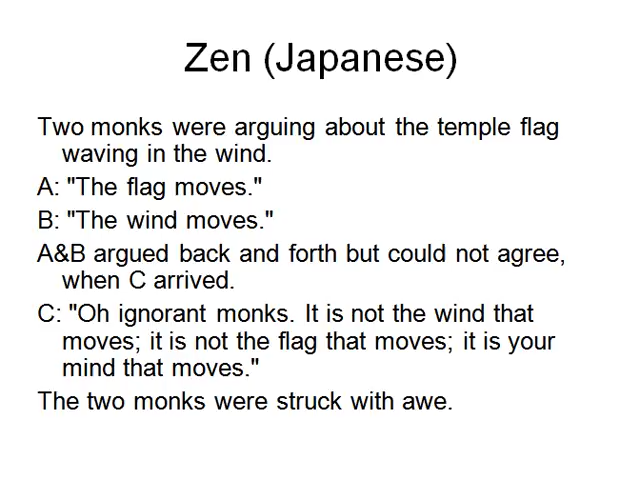 Zen (Japanese)
Two monks were arguing about the temple flag
waving in the wind.
A: "The flag moves."
B: "The wind moves."
A&B argued back and forth but could not agree,
when C arrived.
C: "Oh ignorant monks. It is not the wind that
moves; it is not the flag that moves; it is your
mind that moves."
The two monks were struck with awe.